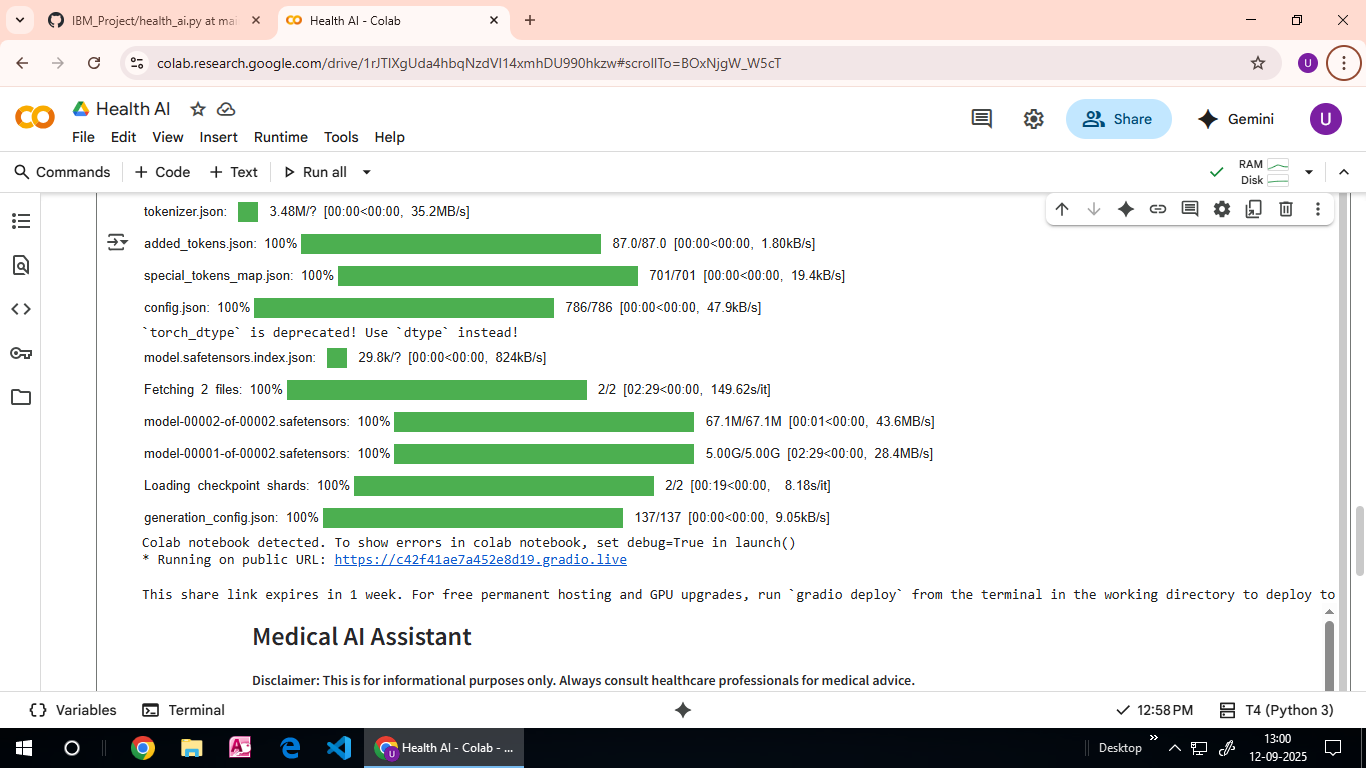 IBM_Project/health_ai.py at mai
Health AI - Colab
colab.research.google.com/drive/1rJTlXgUda4hbqNzdVl14xmhDU990hkzw#scrollTo=BOxNjgW_W5cT
U
Health AI
File Edit View Insert Runtime Tools Help
Share
Gemini
U
Commands
+ Code + Text
Run all
RAM
Disk
tokenizer.json: 3.48M/? [00:00<00:00, 35.2MB/s]
added_tokens.json: 100% 87.0/87.0 [00:00<00:00, 1.80kB/s]
special_tokens_map.json: 100% 701/701 [00:00<00:00, 19.4kB/s]
config.json: 100% 786/786 [00:00<00:00, 47.9kB/s]
`torch_dtype` is deprecated! Use `dtype` instead!
model.safetensors.index.json: 29.8k/? [00:00<00:00, 824kB/s]
Fetching 2 files: 100% 2/2 [02:29<00:00, 149.62s/it]
model-00002-of-00002.safetensors: 100% 67.1M/67.1M [00:01<00:00, 43.6MB/s]
model-00001-of-00002.safetensors: 100% 5.00G/5.00G [02:29<00:00, 28.4MB/s]
Loading checkpoint shards: 100% 2/2 [00:19<00:00, 8.18s/it]
generation_config.json: 100% 137/137 [00:00<00:00, 9.05kB/s]
Colab notebook detected. To show errors in colab notebook, set debug=True in launch()
* Running on public URL: https://c42f41ae7a452e8d19.gradio.live
This share link expires in 1 week. For free permanent hosting and GPU upgrades, run `gradio deploy` from the terminal in the working directory to deploy to
Medical AI Assistant
Disclaimer: This is for informational purposes only. Always consult healthcare professionals for medical advice.
Variables Terminal
12:58 PM
T4 (Python 3)
U
Health AI - Colab - ...
Desktop
13:00
12-09-2025